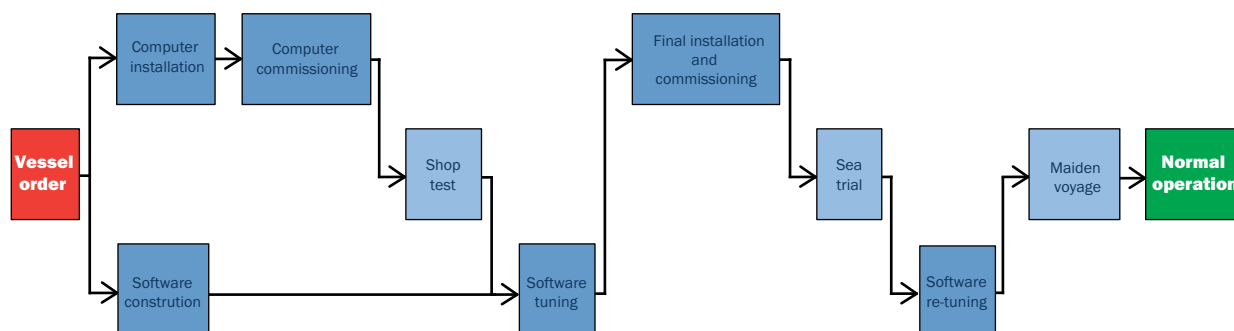 Computer
installation
Computer
commissioning
Final installation
and
commissioning
Vessel
order
Shop
test
Sea
trial
Maiden
voyage
Normal
operation
Software
constrution
Software
tuning
Software
re-tuning